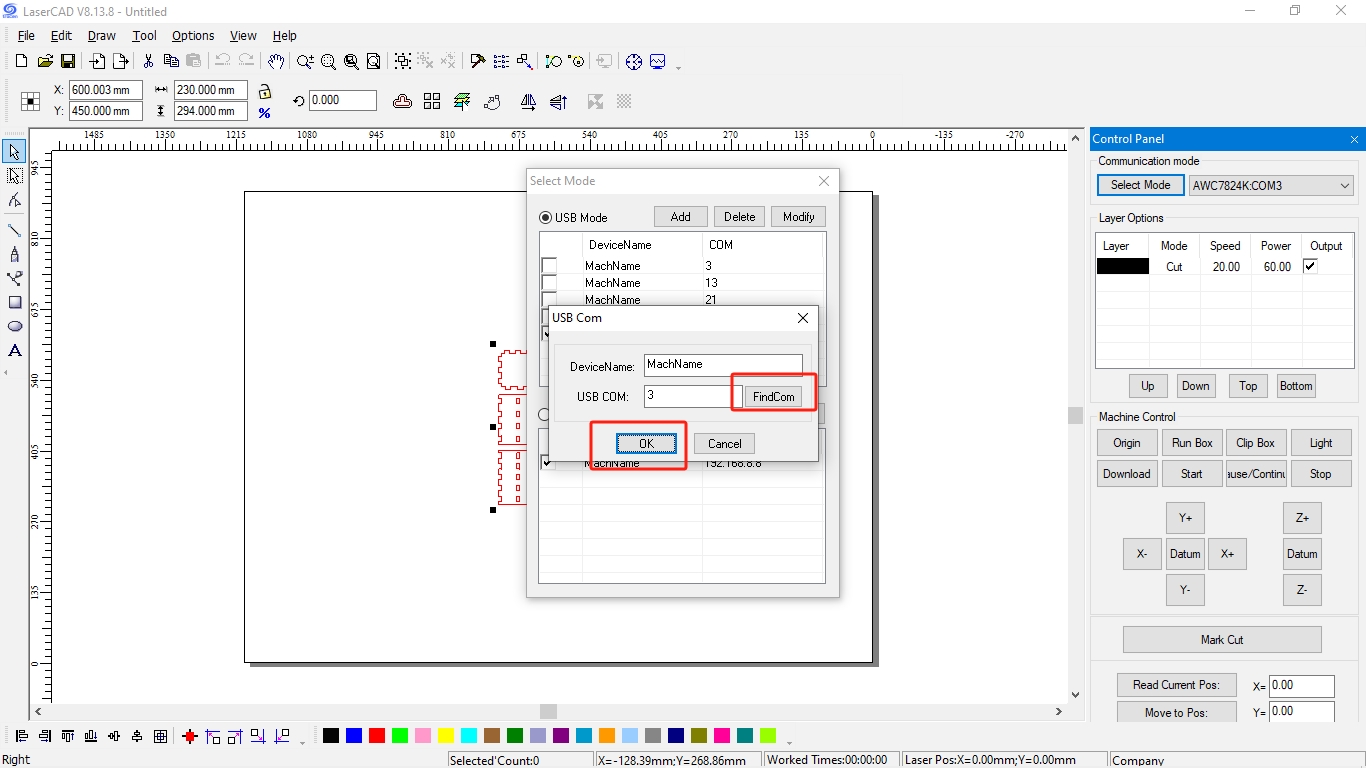 LaserCAD V8.13.8 - Untitled
File Edit Draw Tool Options View Help
X: 600.003 mm 230.000 mm
Y: 450.000 mm 294.000 mm % 0.000
1485 1350 1215 1080 945 810 675 540 405 270 135 0 -135 -270
945
810
675
540
405
270
135
0
Select Mode
USB Mode Add Delete Modify
DeviceName COM
MachName 3
MachName 13
MachName 21
USB Com
DeviceName: MachName
USB COM: 3 FindCom
OK Cancel
MachName 192.168.8.8
Control Panel
Communication mode
Select Mode AWC7824K:COM3
Layer Options
Layer Mode Speed Power Output
Cut 20.00 60.00
Up Down Top Bottom
Machine Control
Origin Run Box Clip Box Light
Download Start ause/Continu Stop
Y+ Z+
X- Datum X+ Datum
Y- Z-
Mark Cut
Read Current Pos: X= 0.00
Move to Pos: Y= 0.00
Right Selected'Count:0 X=-128.39mm;Y=268.86mm Worked Times:00:00:00 Laser Pos:X=0.00mm;Y=0.00mm Company